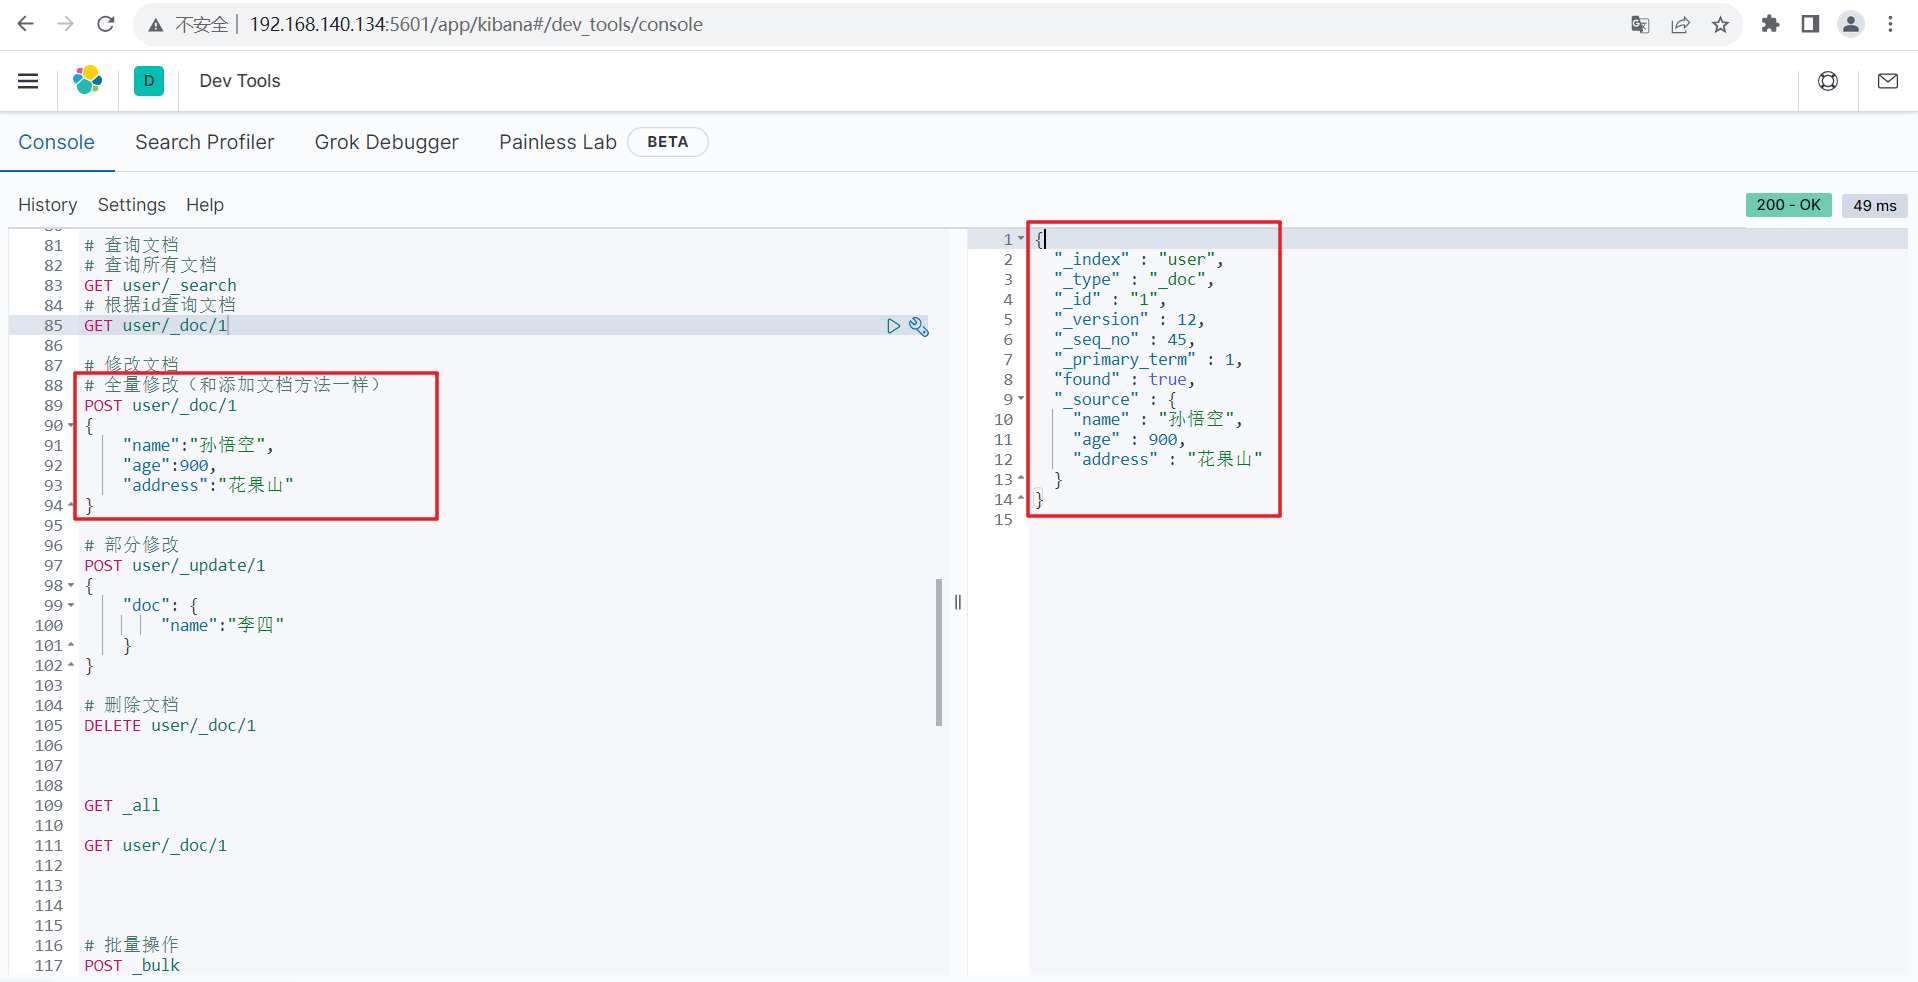 不安全 192.168.140.134:5601/app/kibana#/dev_tools/console
D Dev Tools
Console Search Profiler Grok Debugger Painless Lab BETA
History Settings Help
200 - OK 49 ms
81 # 查询文档
82 # 查询所有文档
83 GET user/_search
84 # 根据id查询文档
85 GET user/_doc/1
86
87 # 修改文档
88 # 全量修改（和添加文档方法一样）
89 POST user/_doc/1
90 {
91 "name":"孙悟空",
92 "age":900,
93 "address":"花果山"
94 }
95
96 # 部分修改
97 POST user/_update/1
98 {
99 "doc": {
100 "name":"李四"
101 }
102 }
103
104 # 删除文档
105 DELETE user/_doc/1
106
107
108
109 GET _all
110
111 GET user/_doc/1
112
113
114
115
116 # 批量操作
117 POST _bulk
1 {
2 "_index" : "user",
3 "_type" : "_doc",
4 "_id" : "1",
5 "_version" : 12,
6 "_seq_no" : 45,
7 "_primary_term" : 1,
8 "found" : true,
9 "_source" : {
10 "name" : "孙悟空",
11 "age" : 900,
12 "address" : "花果山"
13 }
14 }
15